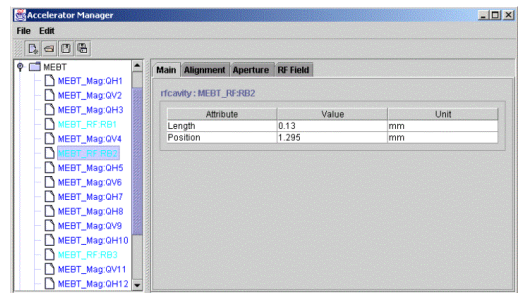 Accelerator Manager
File Edit
MEBT
MEBT_Mag:QH1
MEBT_Mag:QV2
MEBT_Mag:QH3
MEBT_RF:RB1
MEBT_Mag:QV4
MEBT_RF:RB2
MEBT_Mag:QH5
MEBT_Mag:QV6
MEBT_Mag:QH7
MEBT_Mag:QH8
MEBT_Mag:QV9
MEBT_Mag:QH10
MEBT_RF:RB3
MEBT_Mag:QV11
MEBT_Mag:QH12
Main Alignment Aperture RF Field
rfcavity : MEBT_RF:RB2
Attribute Value Unit
Length 0.13 mm
Position 1.295 mm